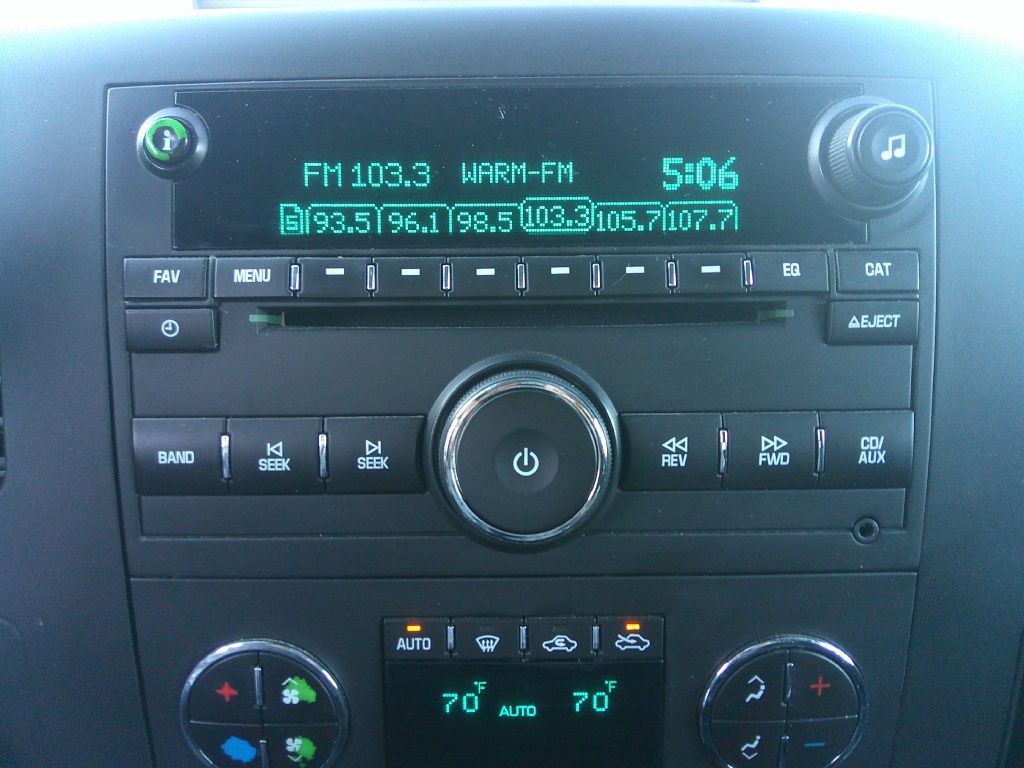 i
FM 103.3 WARM-FM 5:06
93.5 96.1 98.5 103.3 105.7 107.7
FAV MENU EQ CAT
EJECT
BAND SEEK SEEK REV FWD CD/AUX
AUTO
70°F AUTO 70°F